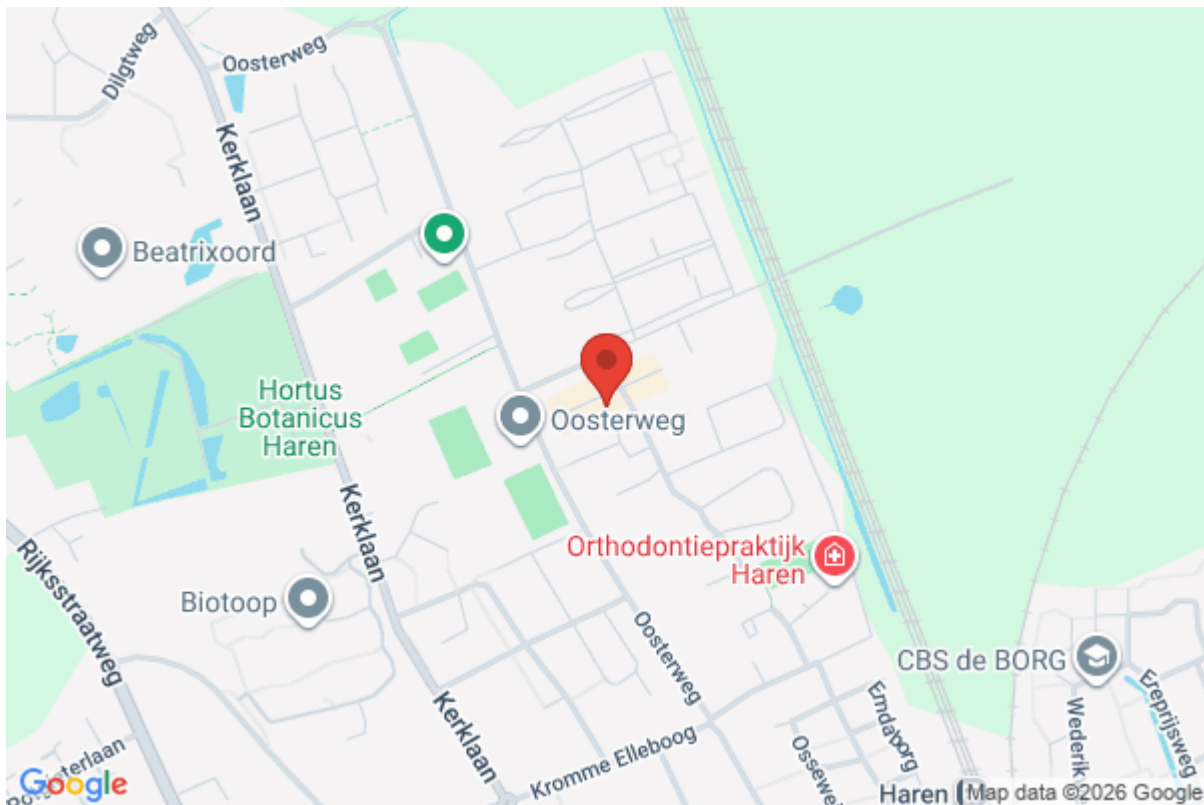 Dilgtweg
Oosterweg
Kerklaan
Beatrixoord
Hortus
Botanicus
Haren
Oosterweg
Kerklaan
Rijksstraatweg
Orthodontiepraktijk
Haren
Biotoop
Oosterweg
CBS de BORG
Kerklaan
Emdaborg
Wederik
Ereprijsweg
Kromme Elleboog
Ossewei
Google
Haren
Map data ©2026 Google